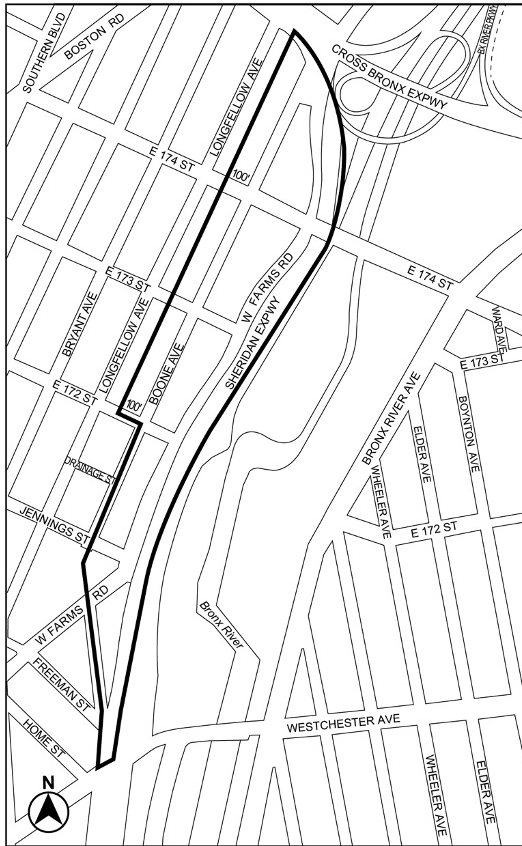 SOUTHERN BLVD
BOSTON RD
BX RIVER PKWY
CROSS BRONX EXPWY
LONGFELLOW AVE
E 174 ST
100'
E 174 ST
E 173 ST
W FARMS RD
SHERIDAN EXPWY
BRYANT AVE
LONGFELLOW AVE
BOONE AVE
WARD AVE
E 173 ST
E 172 ST
100'
BRONX RIVER AVE
BOYNTON AVE
ELDER AVE
WHEELER AVE
DRAINAGE ST
E 172 ST
JENNINGS ST
W FARMS RD
Bronx River
FREEMAN ST
HOME ST
WESTCHESTER AVE
WHEELER AVE
ELDER AVE
N